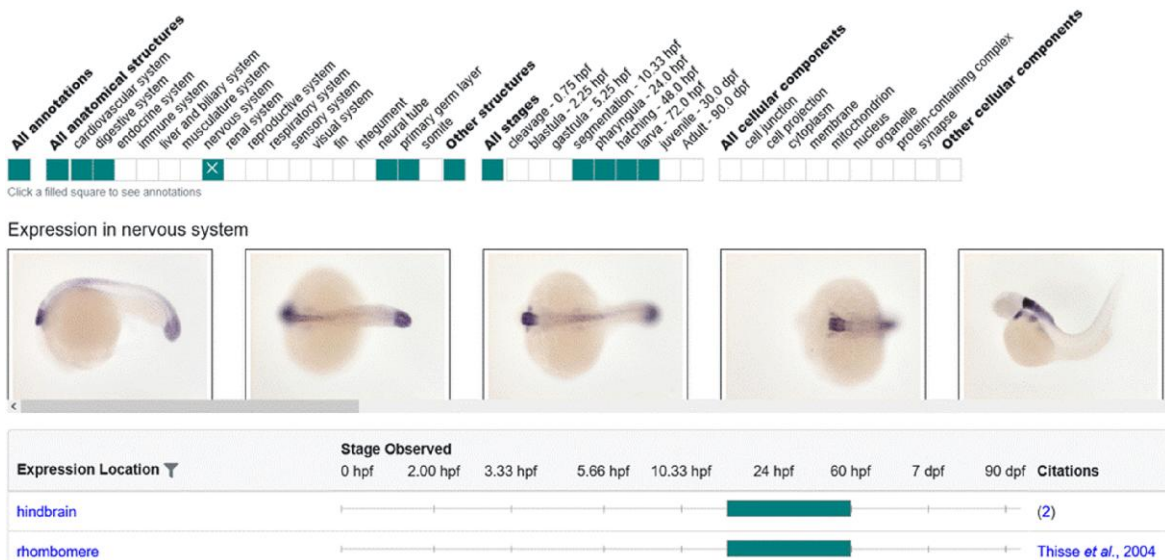 All annotations
All anatomical structures
cardiovascular system
digestive system
endocrine system
immune system
liver and biliary system
musculature system
nervous system
renal system
reproductive system
respiratory system
sensory system
visual system
fin
integument
neural tube
primary germ layer
somite
Other structures
All stages
cleavage - 0.75 hpf
blastula - 2.25 hpf
gastrula - 5.25 hpf
segmentation - 10.33 hpf
pharyngula - 24.0 hpf
hatching - 48.0 hpf
larva - 72.0 hpf
juvenile - 30.0 dpf
Adult - 90.0 dpf
All cellular components
cell junction
cell projection
cytoplasm
membrane
mitochondrion
nucleus
organelle
protein-containing complex
synapse
Other cellular components
Click a filled square to see annotations
Expression in nervous system
Stage Observed
Expression Location 0 hpf 2.00 hpf 3.33 hpf 5.66 hpf 10.33 hpf 24 hpf 60 hpf 7 dpf 90 dpf Citations
hindbrain (2)
rhombomere Thisse et al., 2004